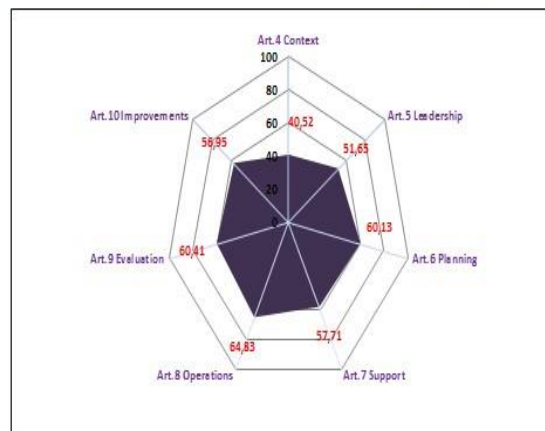 Art.4 Context
100
80
60
40,52
40
20
0
Art.5 Leadership
51,65
Art.6 Planning
60,13
Art.7 Support
57,71
Art.8 Operations
64,83
Art.9 Evaluation
60,41
Art.10 Improvements
56,95